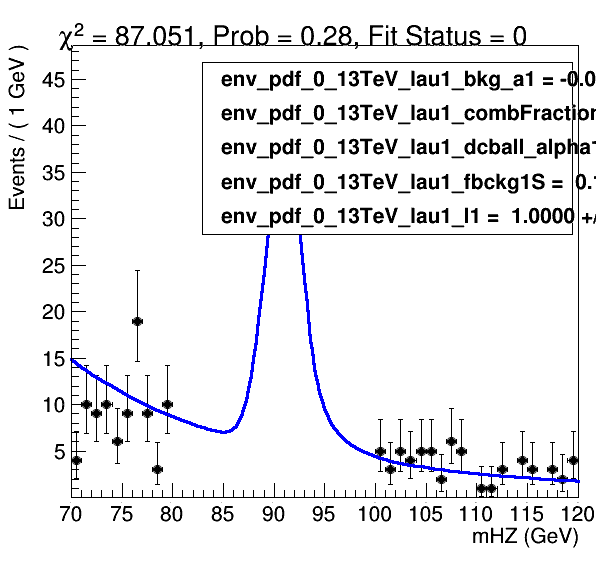 χ² = 87.051, Prob = 0.28, Fit Status = 0
env_pdf_0_13TeV_lau1_bkg_a1 = -0.0
env_pdf_0_13TeV_lau1_combFraction
env_pdf_0_13TeV_lau1_dcball_alpha1
env_pdf_0_13TeV_lau1_fbckg1S = 0.1
env_pdf_0_13TeV_lau1_l1 = 1.0000 +/
Events / ( 1 GeV )
45
40
35
30
25
20
15
10
5
70 75 80 85 90 95 100 105 110 115 120
mHZ (GeV)